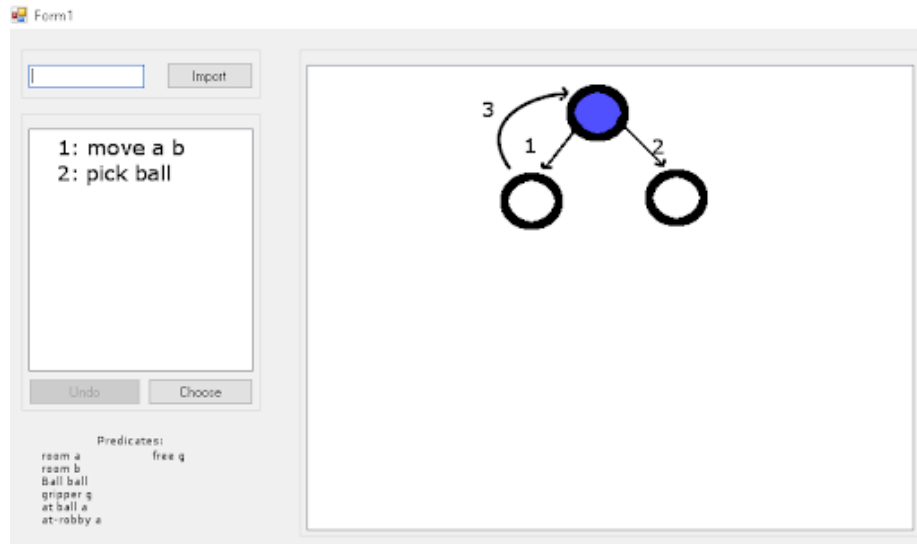 Form1
Import
1: move a b
2: pick ball
Undo
Choose
Predicates:
room a free g
room b
Ball ball
gripper g
at ball a
at-robby a
3
1
2